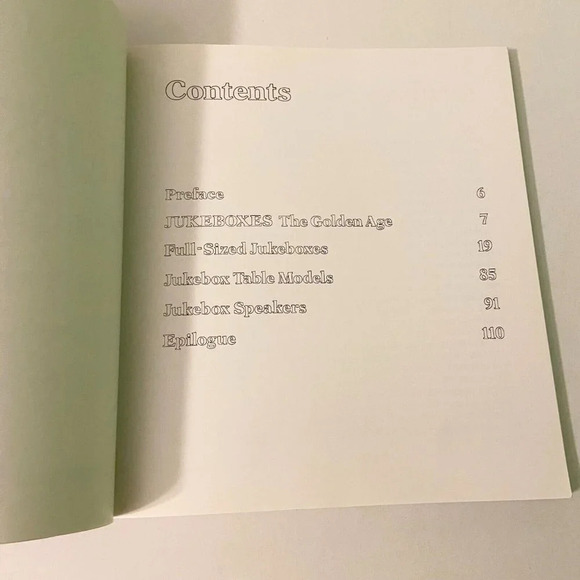 Contents
Preface 6
JUKEBOXES The Golden Age 7
Full-Sized Jukeboxes 19
Jukebox Table Models 85
Jukebox Speakers 91
Epilogue 110